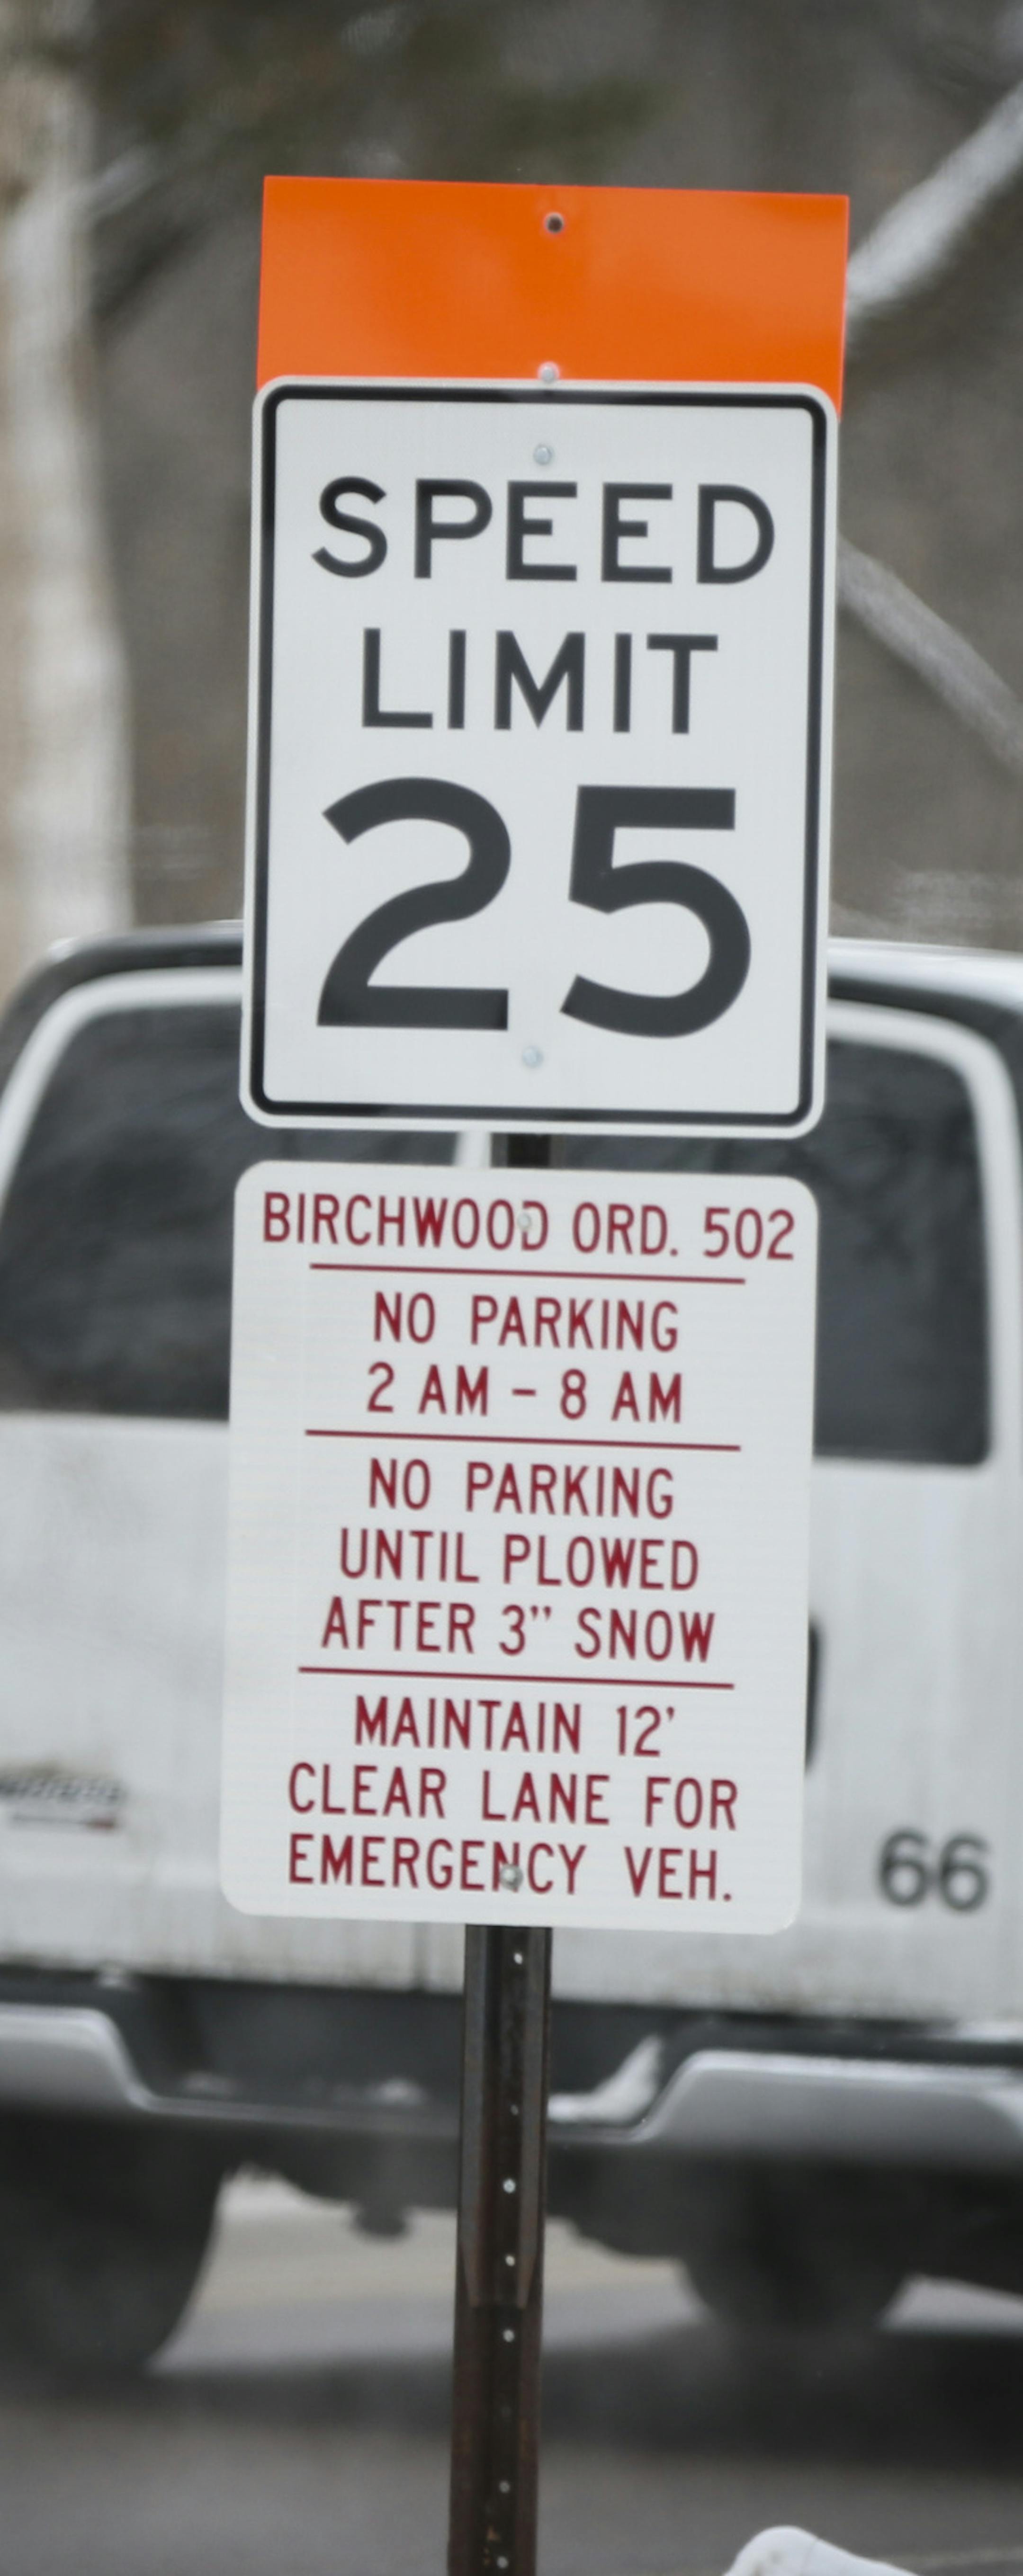 SPEED
LIMIT
25
BIRCHWOOD ORD. 502
NO PARKING
2 AM – 8 AM
NO PARKING
UNTIL PLOWED
AFTER 3” SNOW
MAINTAIN 12’
CLEAR LANE FOR
EMERGENCY VEH.
66